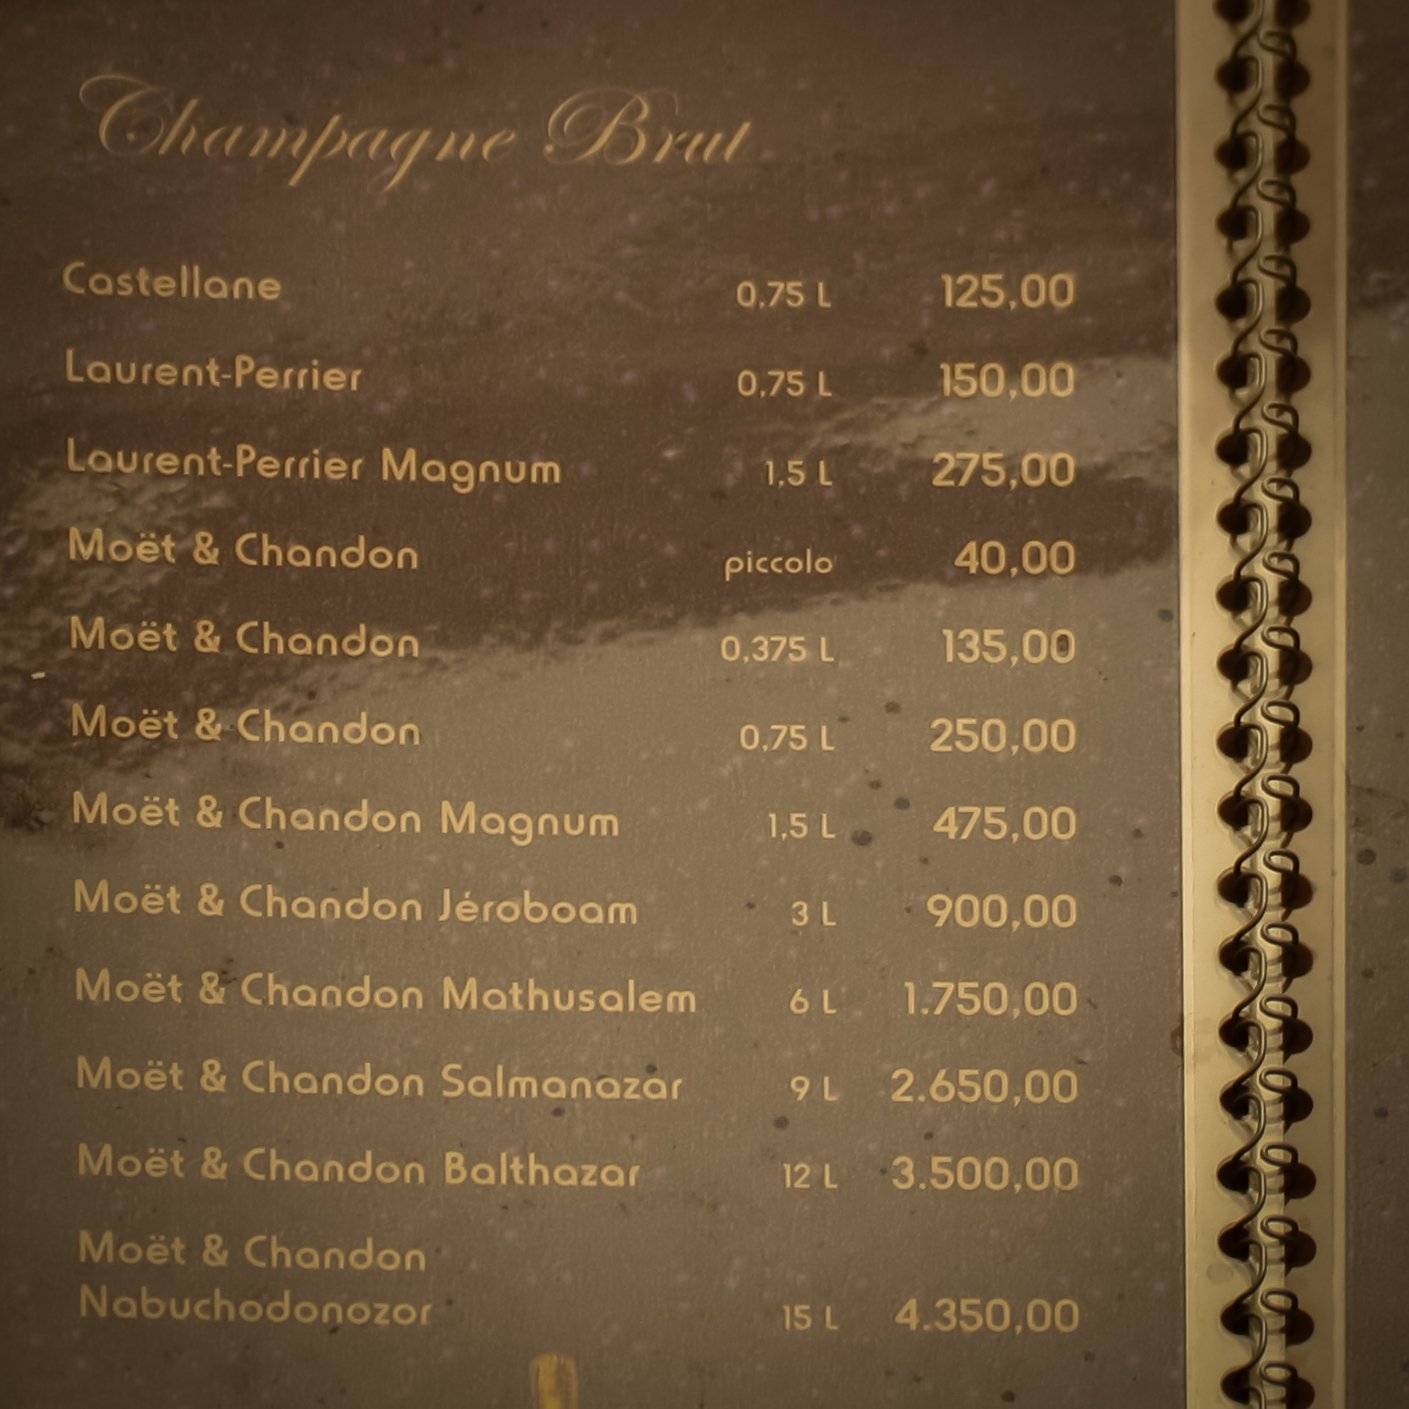 Champagne Brut
Castellane 0,75 L 125,00
Laurent-Perrier 0,75 L 150,00
Laurent-Perrier Magnum 1,5 L 275,00
Moët & Chandon piccolo 40,00
Moët & Chandon 0,375 L 135,00
Moët & Chandon 0,75 L 250,00
Moët & Chandon Magnum 1,5 L 475,00
Moët & Chandon Jéroboam 3 L 900,00
Moët & Chandon Mathusalem 6 L 1.750,00
Moët & Chandon Salmanazar 9 L 2.650,00
Moët & Chandon Balthazar 12 L 3.500,00
Moët & Chandon
Nabuchodonozor 15 L 4.350,00